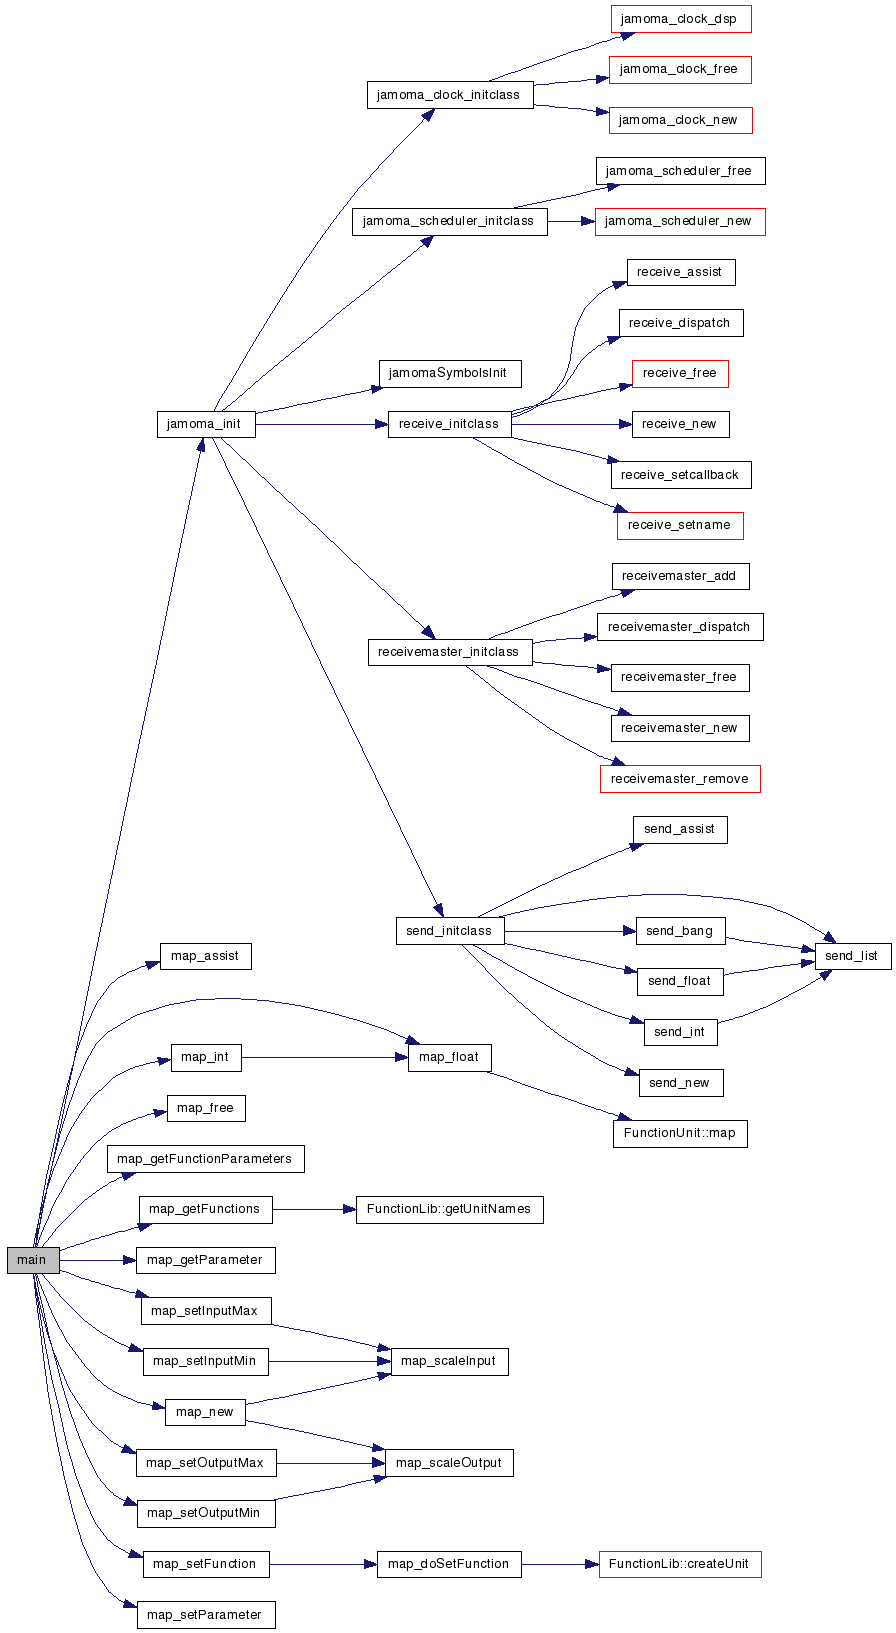 jamoma_clock_dsp
jamoma_clock_free
jamoma_clock_initclass
jamoma_clock_new
jamoma_scheduler_free
jamoma_scheduler_initclass
jamoma_scheduler_new
receive_assist
receive_dispatch
jamomaSymbolsInit
receive_free
jamoma_init
receive_initclass
receive_new
receive_setcallback
receive_setname
receivemaster_add
receivemaster_dispatch
receivemaster_initclass
receivemaster_free
receivemaster_new
receivemaster_remove
send_assist
send_initclass
send_bang
map_assist
send_list
send_float
send_int
map_int
map_float
send_new
map_free
FunctionUnit::map
map_getFunctionParameters
map_getFunctions
FunctionLib::getUnitNames
main
map_getParameter
map_setInputMax
map_setInputMin
map_scaleInput
map_new
map_setOutputMax
map_scaleOutput
map_setOutputMin
map_setFunction
map_doSetFunction
FunctionLib::createUnit
map_setParameter